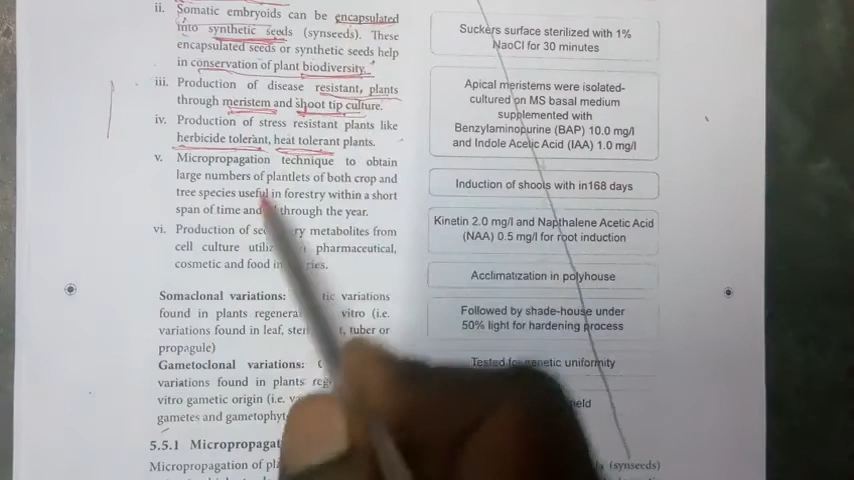 ii. Somatic embryoids can be encapsulated
into synthetic seeds (synseeds). These
encapsulated seeds or synthetic seeds help
in conservation of plant biodiversity.
iii. Production of disease resistant plants
through meristem and shoot tip culture.
iv. Production of stress resistant plants like
herbicide tolerant, heat tolerant plants.
v. Micropropagation technique to obtain
large numbers of plantlets of both crop and
tree species useful in forestry within a short
span of time and through the year.
vi. Production of metabolites from
cell culture pharmaceutical,
cosmetic and food
Somaclonal variations: variations
found in plants vitro (i.e.
variations found in leaf, tuber or
propagule)
Gametoclonal variations:
variations found in plants
vitro gametic origin (i.e.
gametes and
5.5.1
Micropropagation of
Suckers surface sterilized with 1%
NaoCl for 30 minutes
Apical meristems were isolated-
cultured on MS basal medium
supplemented with
Benzylaminopurine (BAP) 10.0 mg/l
and Indole Acetic Acid (IAA) 1.0 mg/l
Induction of shools with in168 days
Kinetin 2.0 mg/l and Napthalene Acetic Acid
(NAA) 0.5 mg/l for root induction
Acclimatization in polyhouse
Followed by shade-house under
50% light for hardening process
Tested for genetic uniformity
(synseeds)